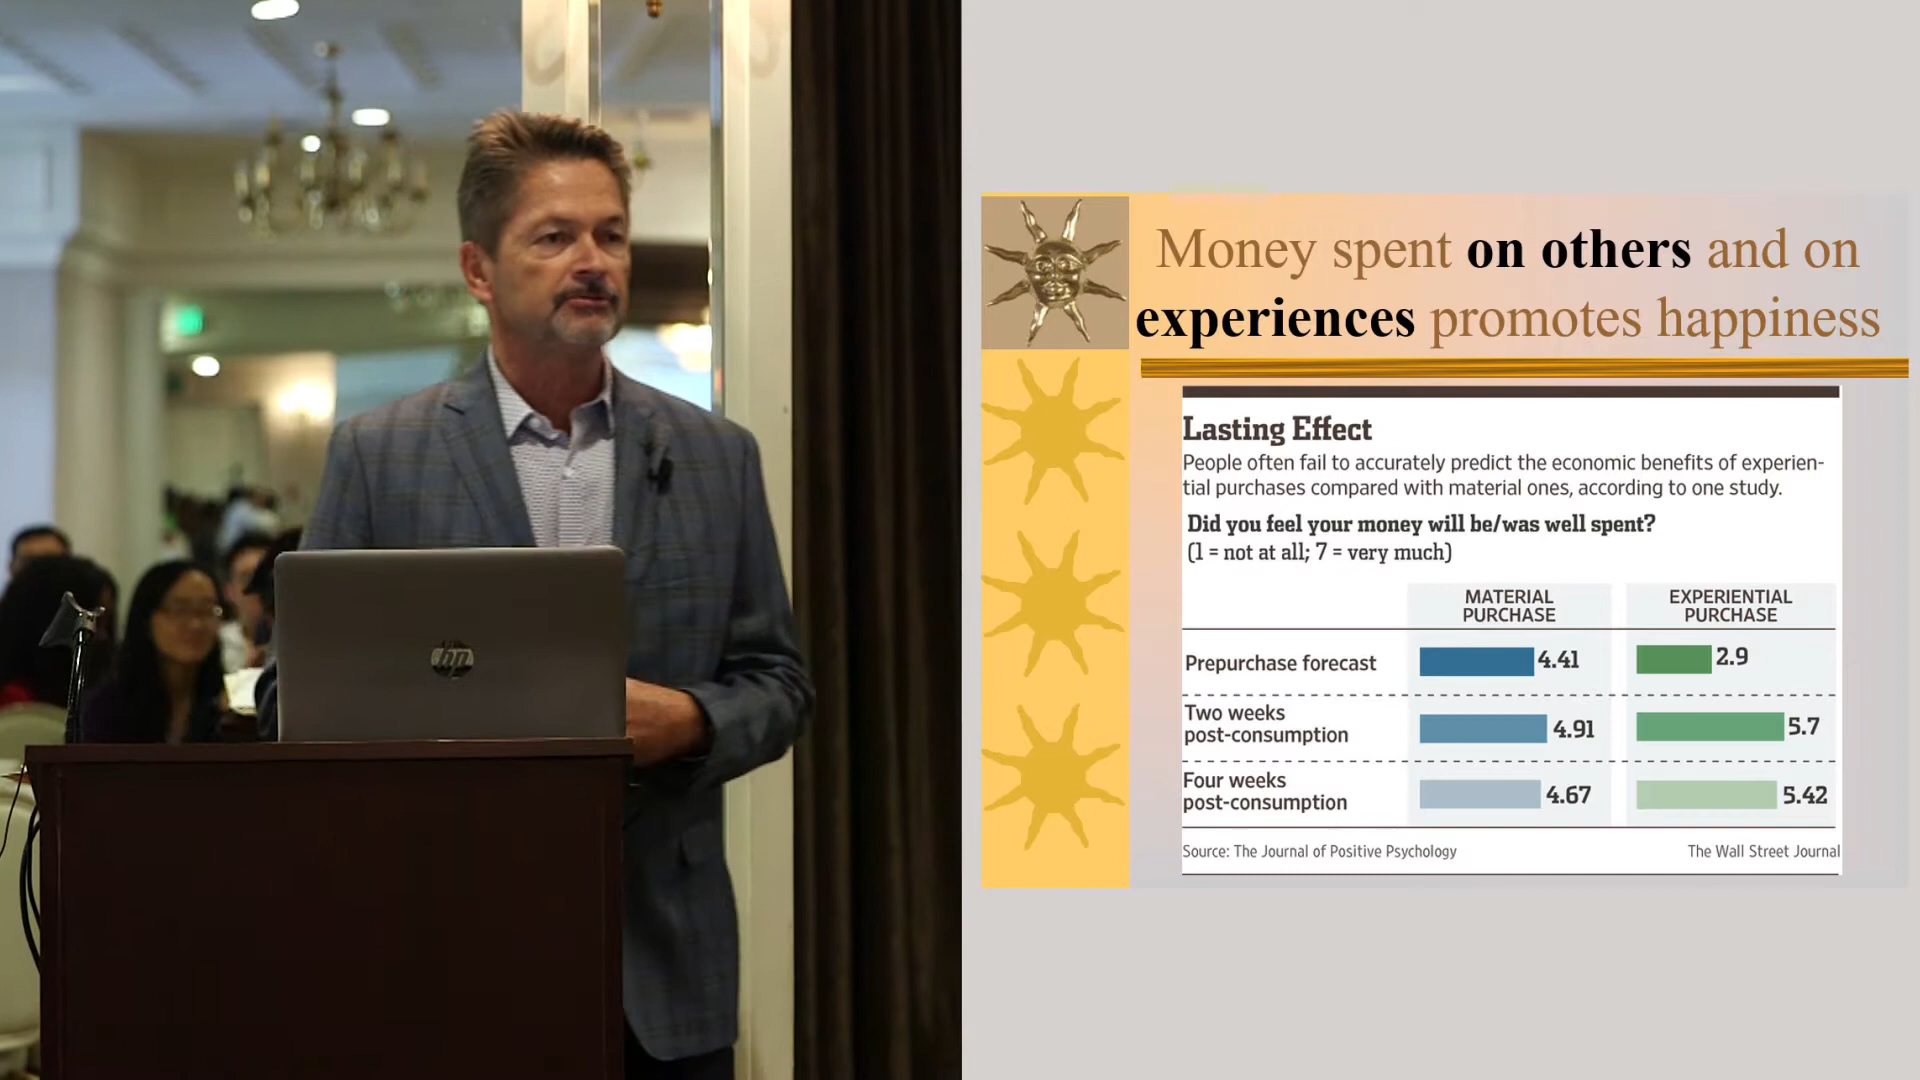 hp
Money spent on others and on
experiences promotes happiness
Lasting Effect
People often fail to accurately predict the economic benefits of experien-
tial purchases compared with material ones, according to one study.
Did you feel your money will be/was well spent?
(1 = not at all; 7 = very much)
MATERIAL
PURCHASE
EXPERIENTIAL
PURCHASE
Prepurchase forecast 4.41 2.9
Two weeks
post-consumption 4.91 5.7
Four weeks
post-consumption 4.67 5.42
Source: The Journal of Positive Psychology The Wall Street Journal